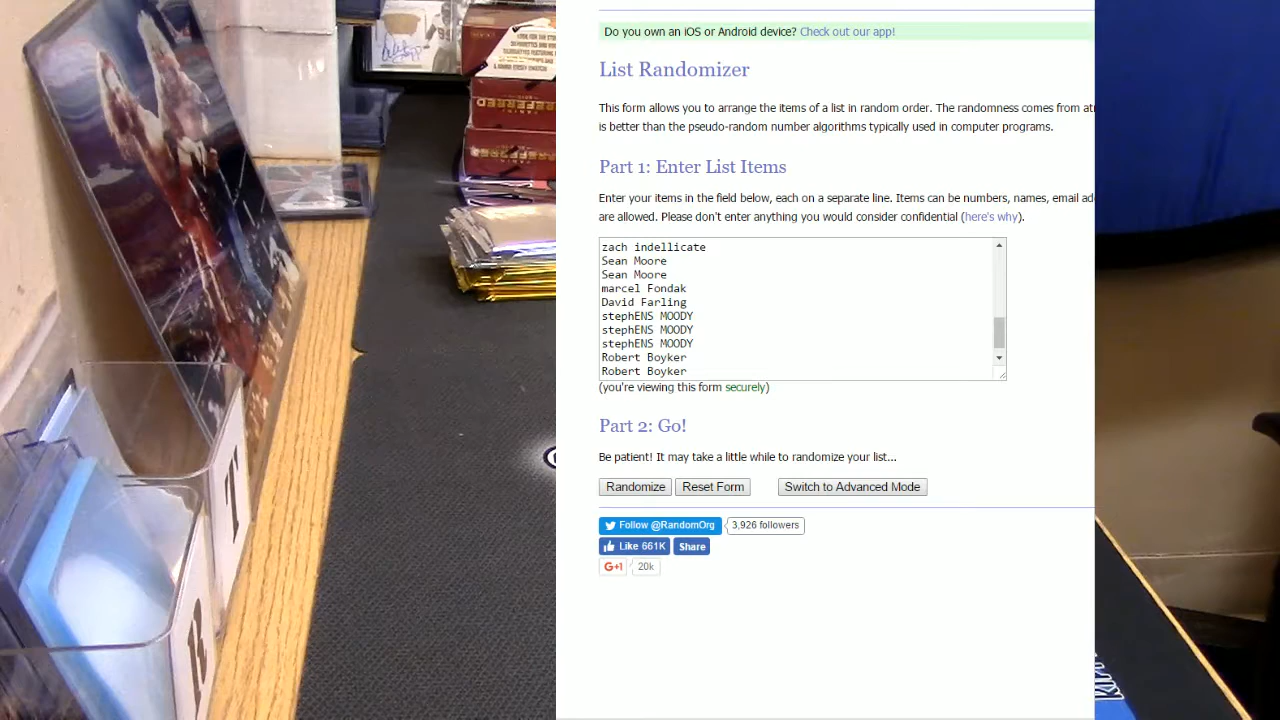 Do you own an iOS or Android device? Check out our app!
List Randomizer
This form allows you to arrange the items of a list in random order. The randomness comes from
is better than the pseudo-random number algorithms typically used in computer programs.
Part 1: Enter List Items
Enter your items in the field below, each on a separate line. Items can be numbers, names, email
are allowed. Please don't enter anything you would consider confidential (here's why).
zach indellicate
Sean Moore
Sean Moore
marcel Fondak
David Farling
stephENS MOODY
stephENS MOODY
stephENS MOODY
Robert Boyker
Robert Boyker
(you're viewing this form securely)
Part 2: Go!
Be patient! It may take a little while to randomize your list...
Randomize Reset Form Switch to Advanced Mode
Follow @RandomOrg 3,926 followers
Like 661K Share
G+1 20k
PREFERRED
T
R